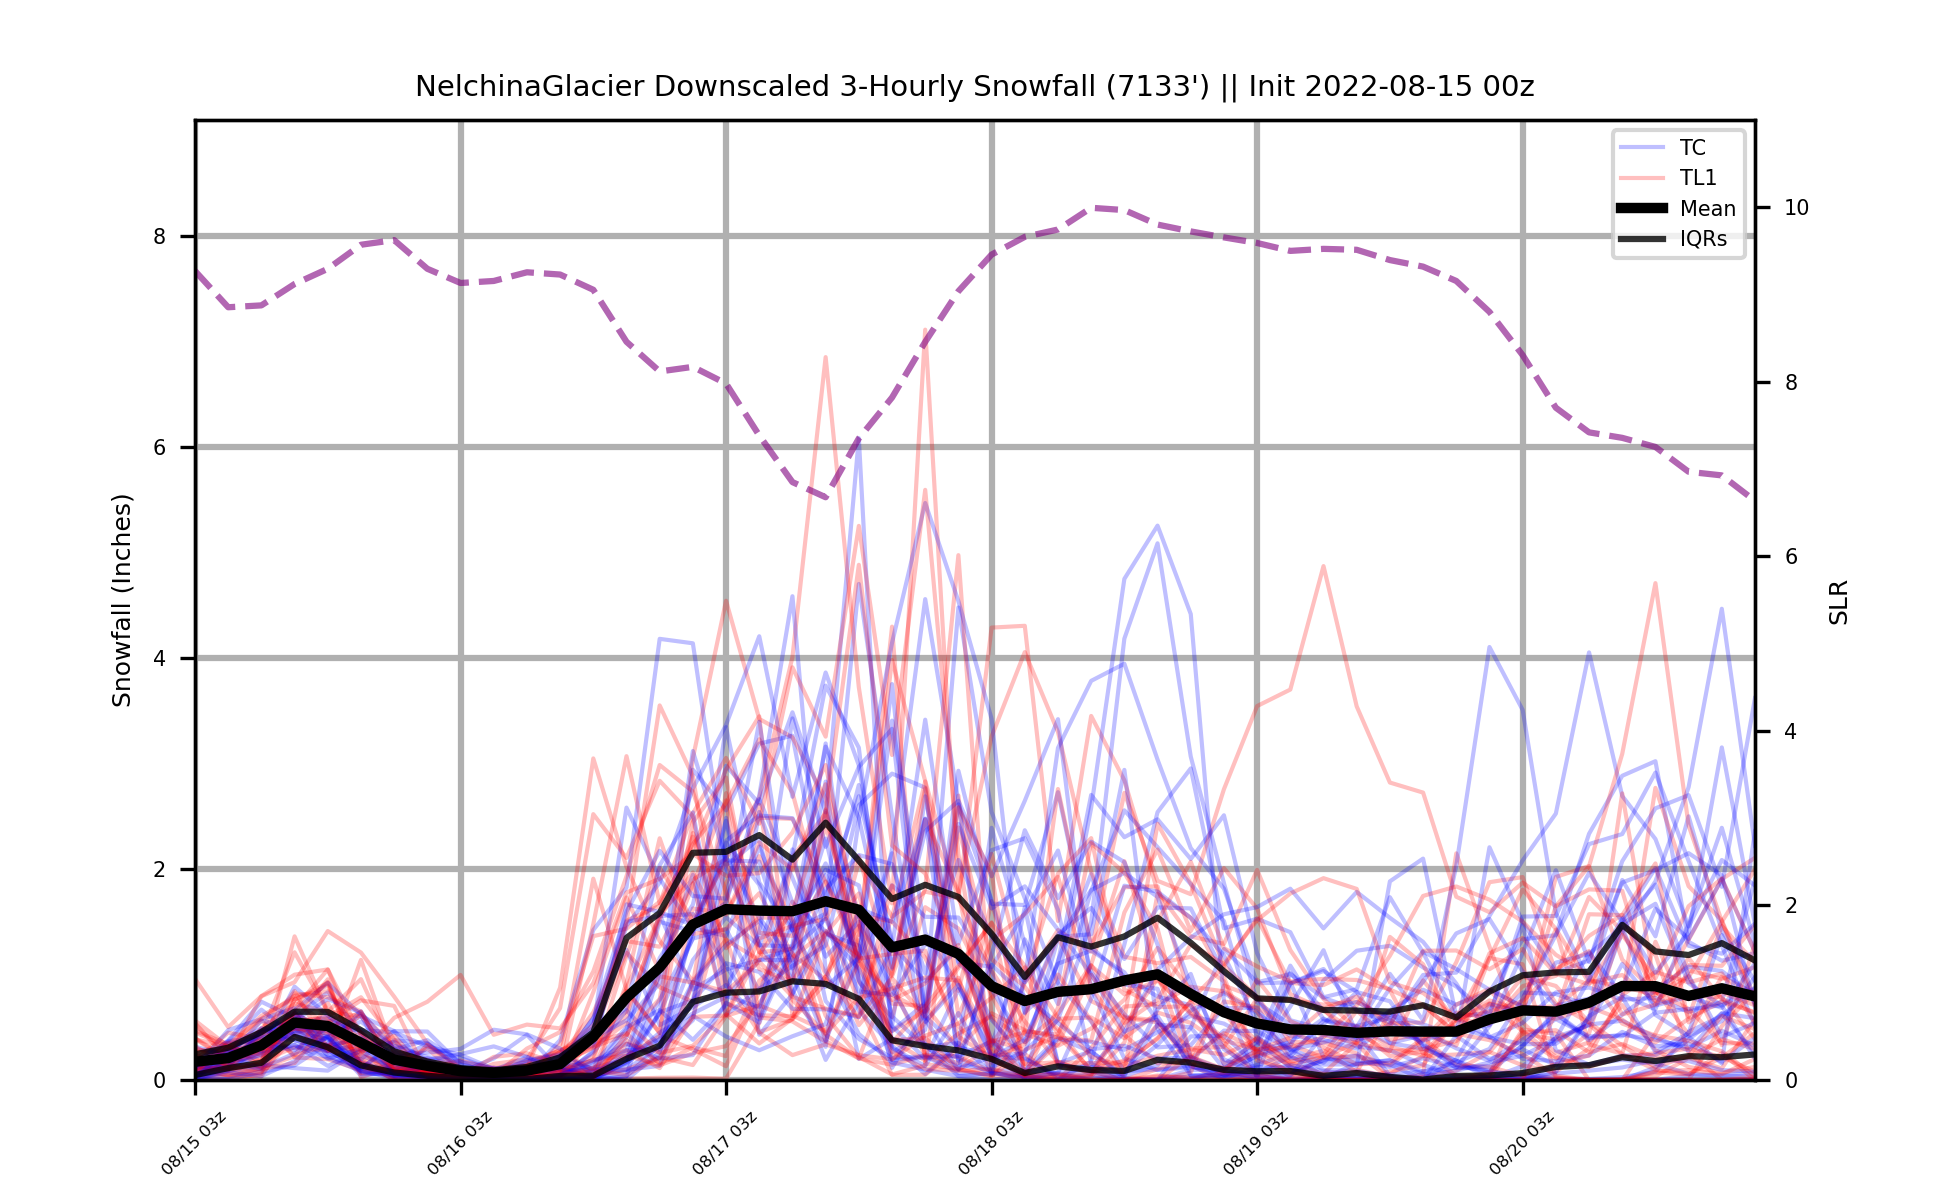 NelchinaGlacier Downscaled 3-Hourly Snowfall (7133') || Init 2022-08-15 00z
TC
TL1
Mean
IQRs
8
6
4
2
0
Snowfall (Inches)
10
8
6
4
2
0
SLR
08/15 03z
08/16 03z
08/17 03z
08/18 03z
08/19 03z
08/20 03z